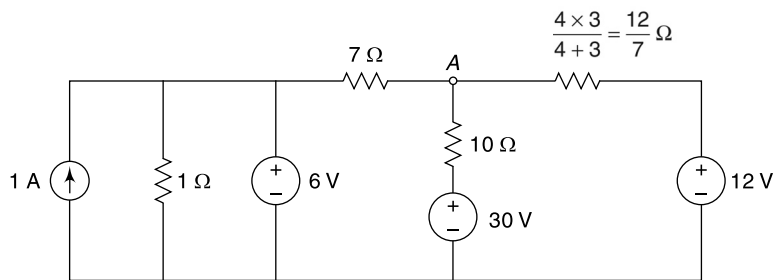 4 × 3 / 4 + 3 = 12 / 7 Ω
7 Ω
A
10 Ω
1 A
1 Ω
+
−
6 V
+
−
30 V
+
−
12 V